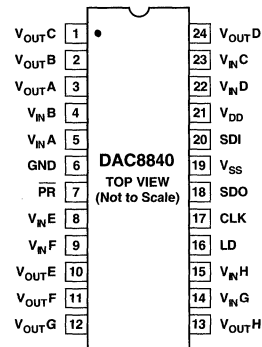 VOUTC 1 24 VOUTD
VOUTB 2 23 VINC
VOUTA 3 22 VIND
VINB 4 21 VDD
VINA 5 20 SDI
GND 6 DAC8840 19 VSS
PR 7 TOP VIEW 18 SDO
(Not to Scale)
VINE 8 17 CLK
VINF 9 16 LD
VOUTE 10 15 VINH
VOUTF 11 14 VING
VOUTG 12 13 VOUTH